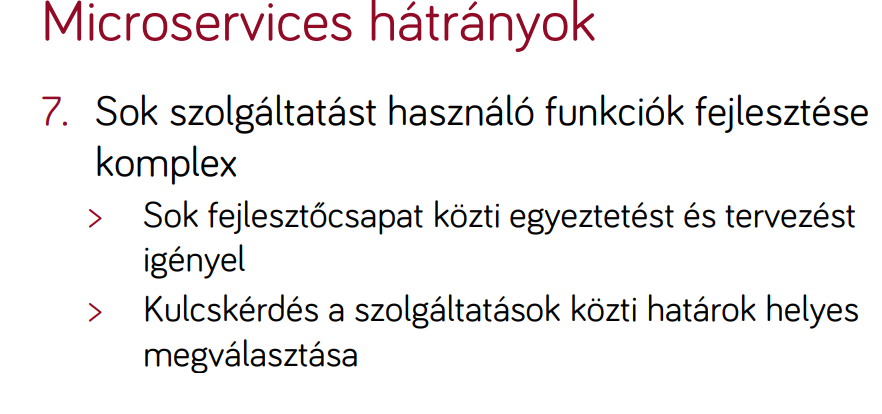 Microservices hátrányok
7. Sok szolgáltatást használó funkciók fejlesztése
komplex
> Sok fejlesztőcsapat közti egyeztetést és tervezést
igényel
> Kulcskérdés a szolgáltatások közti határok helyes
megválasztása